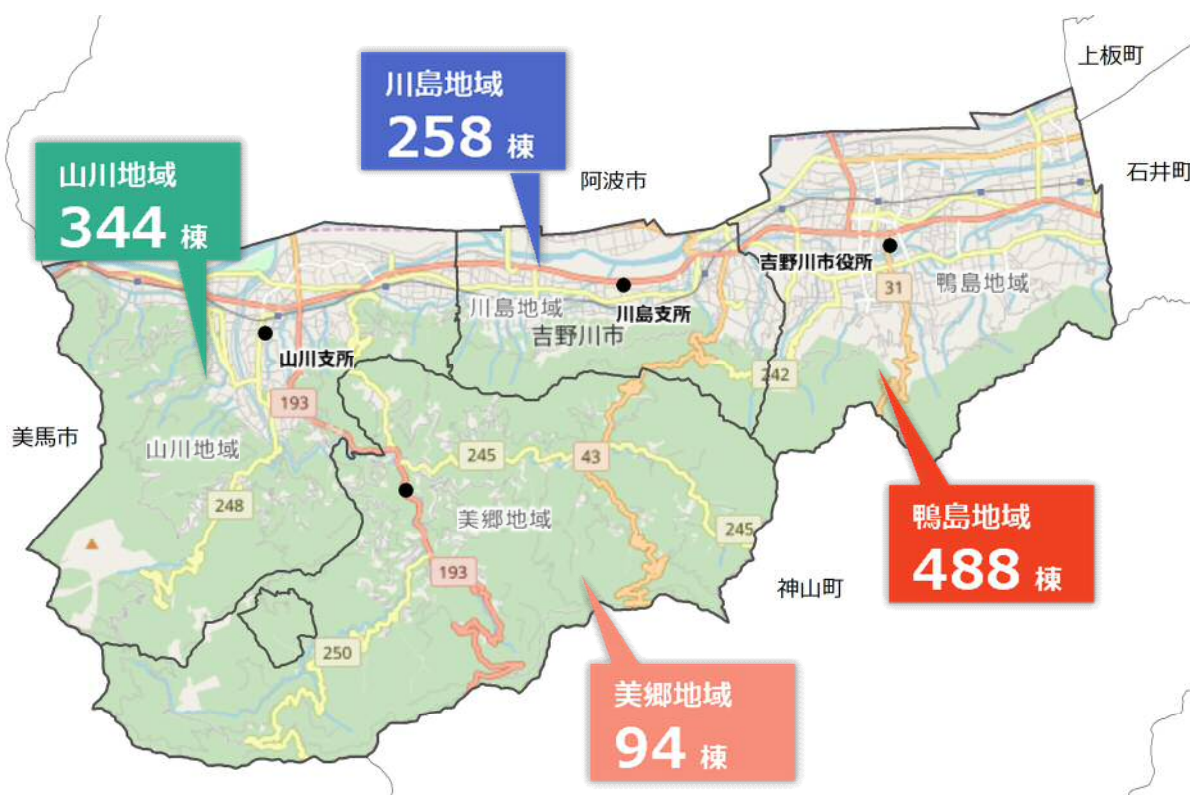 上板町
川島地域
258 棟
石井町
山川地域
344 棟
阿波市
吉野川市役所
鴨島地域
31
川島地域
川島支所
吉野川市
山川支所
242
193
美馬市
山川地域
245
43
248
美郷地域
245
鴨島地域
488 棟
193
神山町
250
美郷地域
94 棟